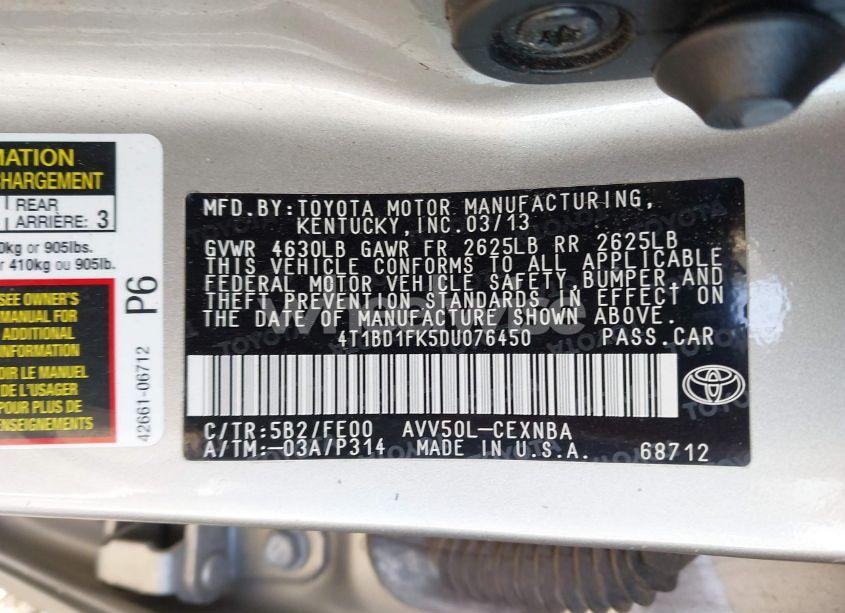 MATION
CHARGEMENT
REAR
ARRIÈRE: 3
0kg or 905lbs.
r 410kg ou 905lb.
SEE OWNER'S
MANUAL FOR
ADDITIONAL
INFORMATION
VOIR LE MANUEL
DE L'USAGER
POUR PLUS DE
P6
42661-06712
MFD.BY:TOYOTA MOTOR MANUFACTURING,
KENTUCKY,INC.03/13
GVWR 4630LB GAWR FR 2625LB RR 2625LB
THIS VEHICLE CONFORMS TO ALL APPLICABLE
FEDERAL MOTOR VEHICLE SAFETY,BUMPER,AND
THEFT PREVENTION STANDARDS IN EFFECT ON
THE DATE OF MANUFACTURE SHOWN ABOVE.
4T1BD1FK5DU076450 PASS.CAR
C/TR:5B2/FE00 AVV50L-CEXNBA
A/TM:-03A/P314 MADE IN U.S.A. 68712